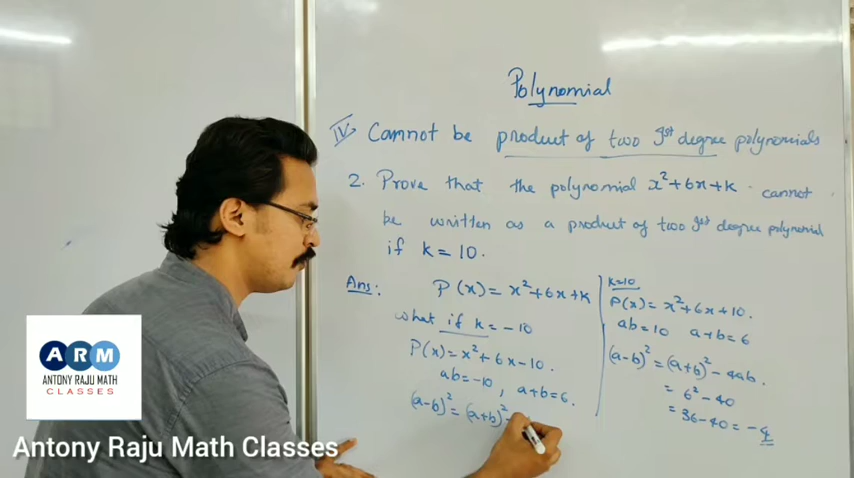 Polynomial
IV) Cannot be product of two 1st degree polynomials
2. Prove that the polynomial x²+6x+k cannot
be written as a product of two 1st degree polynomial
if k = 10.
Ans: P(x) = x²+6x+k
what if k = -10
P(x) = x²+6x-10.
ab = -10, a+b = 6.
(a-b)² = (a+b)² -
k=10
P(x) = x²+6x+10.
ab = 10 a+b = 6
(a-b)² = (a+b)² - 4ab.
= 6² - 40
= 36-40 = -4
ARM
ANTONY RAJU MATH
CLASSES
Antony Raju Math Classes